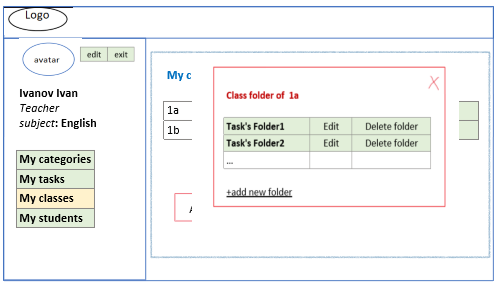 Logo
avatar
edit exit
Ivanov Ivan
Teacher
subject: English
My categories
My tasks
My classes
My students
My c
1a
1b
Class folder of 1a
X
Task's Folder1 Edit Delete folder
Task's Folder2 Edit Delete folder
...
+add new folder